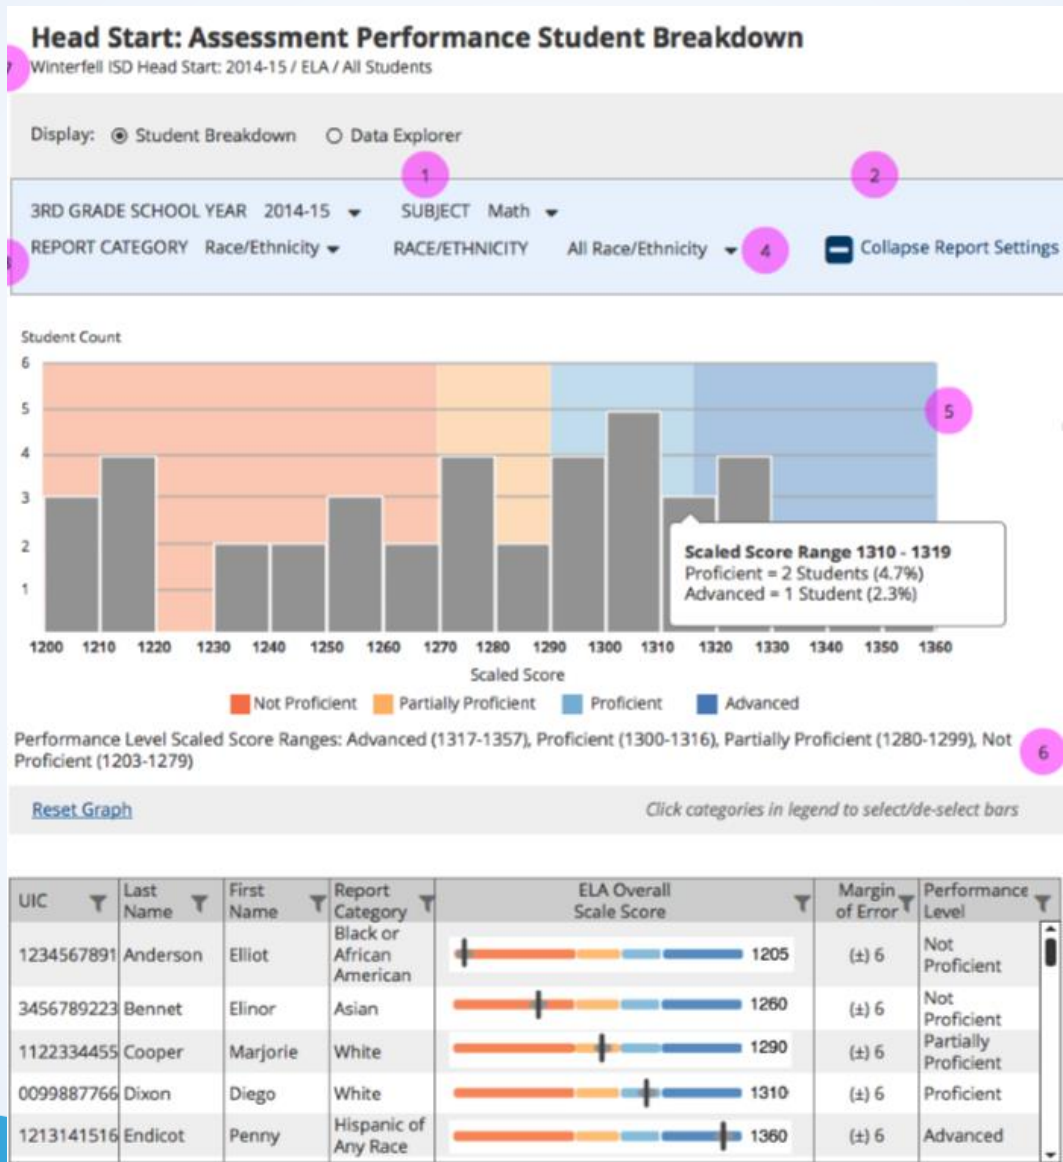 Head Start: Assessment Performance Student Breakdown
Winterfell ISD Head Start: 2014-15 / ELA / All Students
Display: Student Breakdown Data Explorer
1
2
3RD GRADE SCHOOL YEAR 2014-15 SUBJECT Math
REPORT CATEGORY Race/Ethnicity RACE/ETHNICITY All Race/Ethnicity 4 Collapse Report Settings
Student Count
6
5
5
4
3
2
1
Scaled Score Range 1310 - 1319
Proficient = 2 Students (4.7%)
Advanced = 1 Student (2.3%)
1200 1210 1220 1230 1240 1250 1260 1270 1280 1290 1300 1310 1320 1330 1340 1350 1360
Scaled Score
Not Proficient Partially Proficient Proficient Advanced
Performance Level Scaled Score Ranges: Advanced (1317-1357), Proficient (1300-1316), Partially Proficient (1280-1299), Not
Proficient (1203-1279)
6
Reset Graph Click categories in legend to select/de-select bars
UIC Last Name First Name Report Category ELA Overall Scale Score Margin of Error Performance Level
1234567891 Anderson Elliot Black or African American 1205 (±) 6 Not Proficient
3456789223 Bennet Elinor Asian 1260 (±) 6 Not Proficient
1122334455 Cooper Marjorie White 1290 (±) 6 Partially Proficient
0099887766 Dixon Diego White 1310 (±) 6 Proficient
1213141516 Endicot Penny Hispanic of Any Race 1360 (±) 6 Advanced